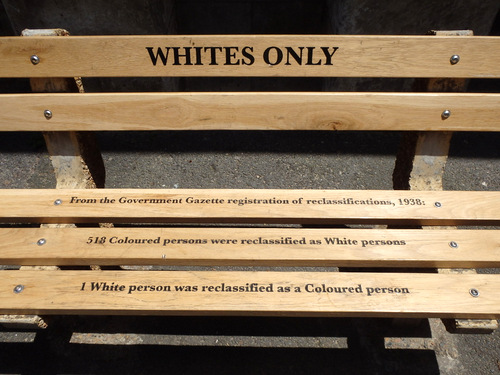 WHITES ONLY
From the Government Gazette registration of reclassifications, 1938:
518 Coloured persons were reclassified as White persons
1 White person was reclassified as a Coloured person